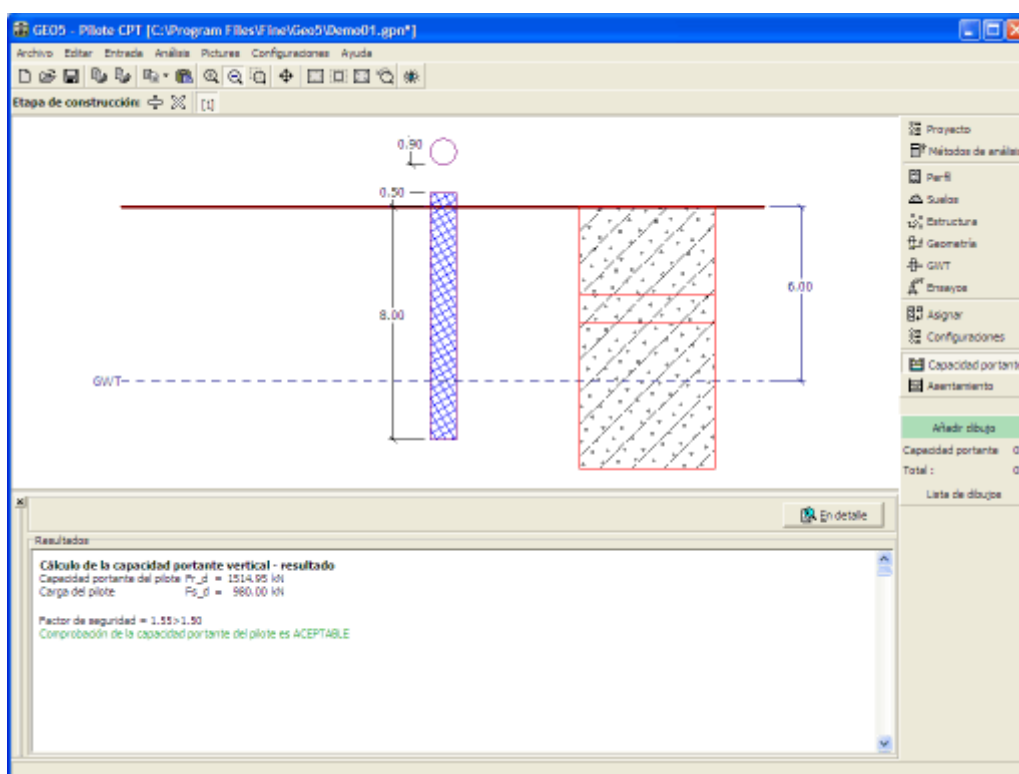 GEO5 - Pilote CPT [C:\Program Files\Fine\Geo5\Demo01.gpn*]
Archivo Editar Entrada Análisis Pictures Configuraciones Ayuda
Etapa de construcción: [1]
0.90
0.50
8.00
6.00
GWT
Proyecto
Métodos de análisis
Perfil
Suelos
Estructura
Geometría
GWT
Ensayos
Asignar
Configuraciones
Capacidad portante
Asentamiento
Añadir dibujo
Capacidad portante 0
Total : 0
Lista de dibujos
En detalle
Resultados
Cálculo de la capacidad portante vertical - resultado
Capacidad portante del pilote Fr_d = 1514.95 kN
Carga del pilote Fs_d = 980.00 kN
Factor de seguridad = 1.55>1.50
Comprobación de la capacidad portante del pilote es ACEPTABLE